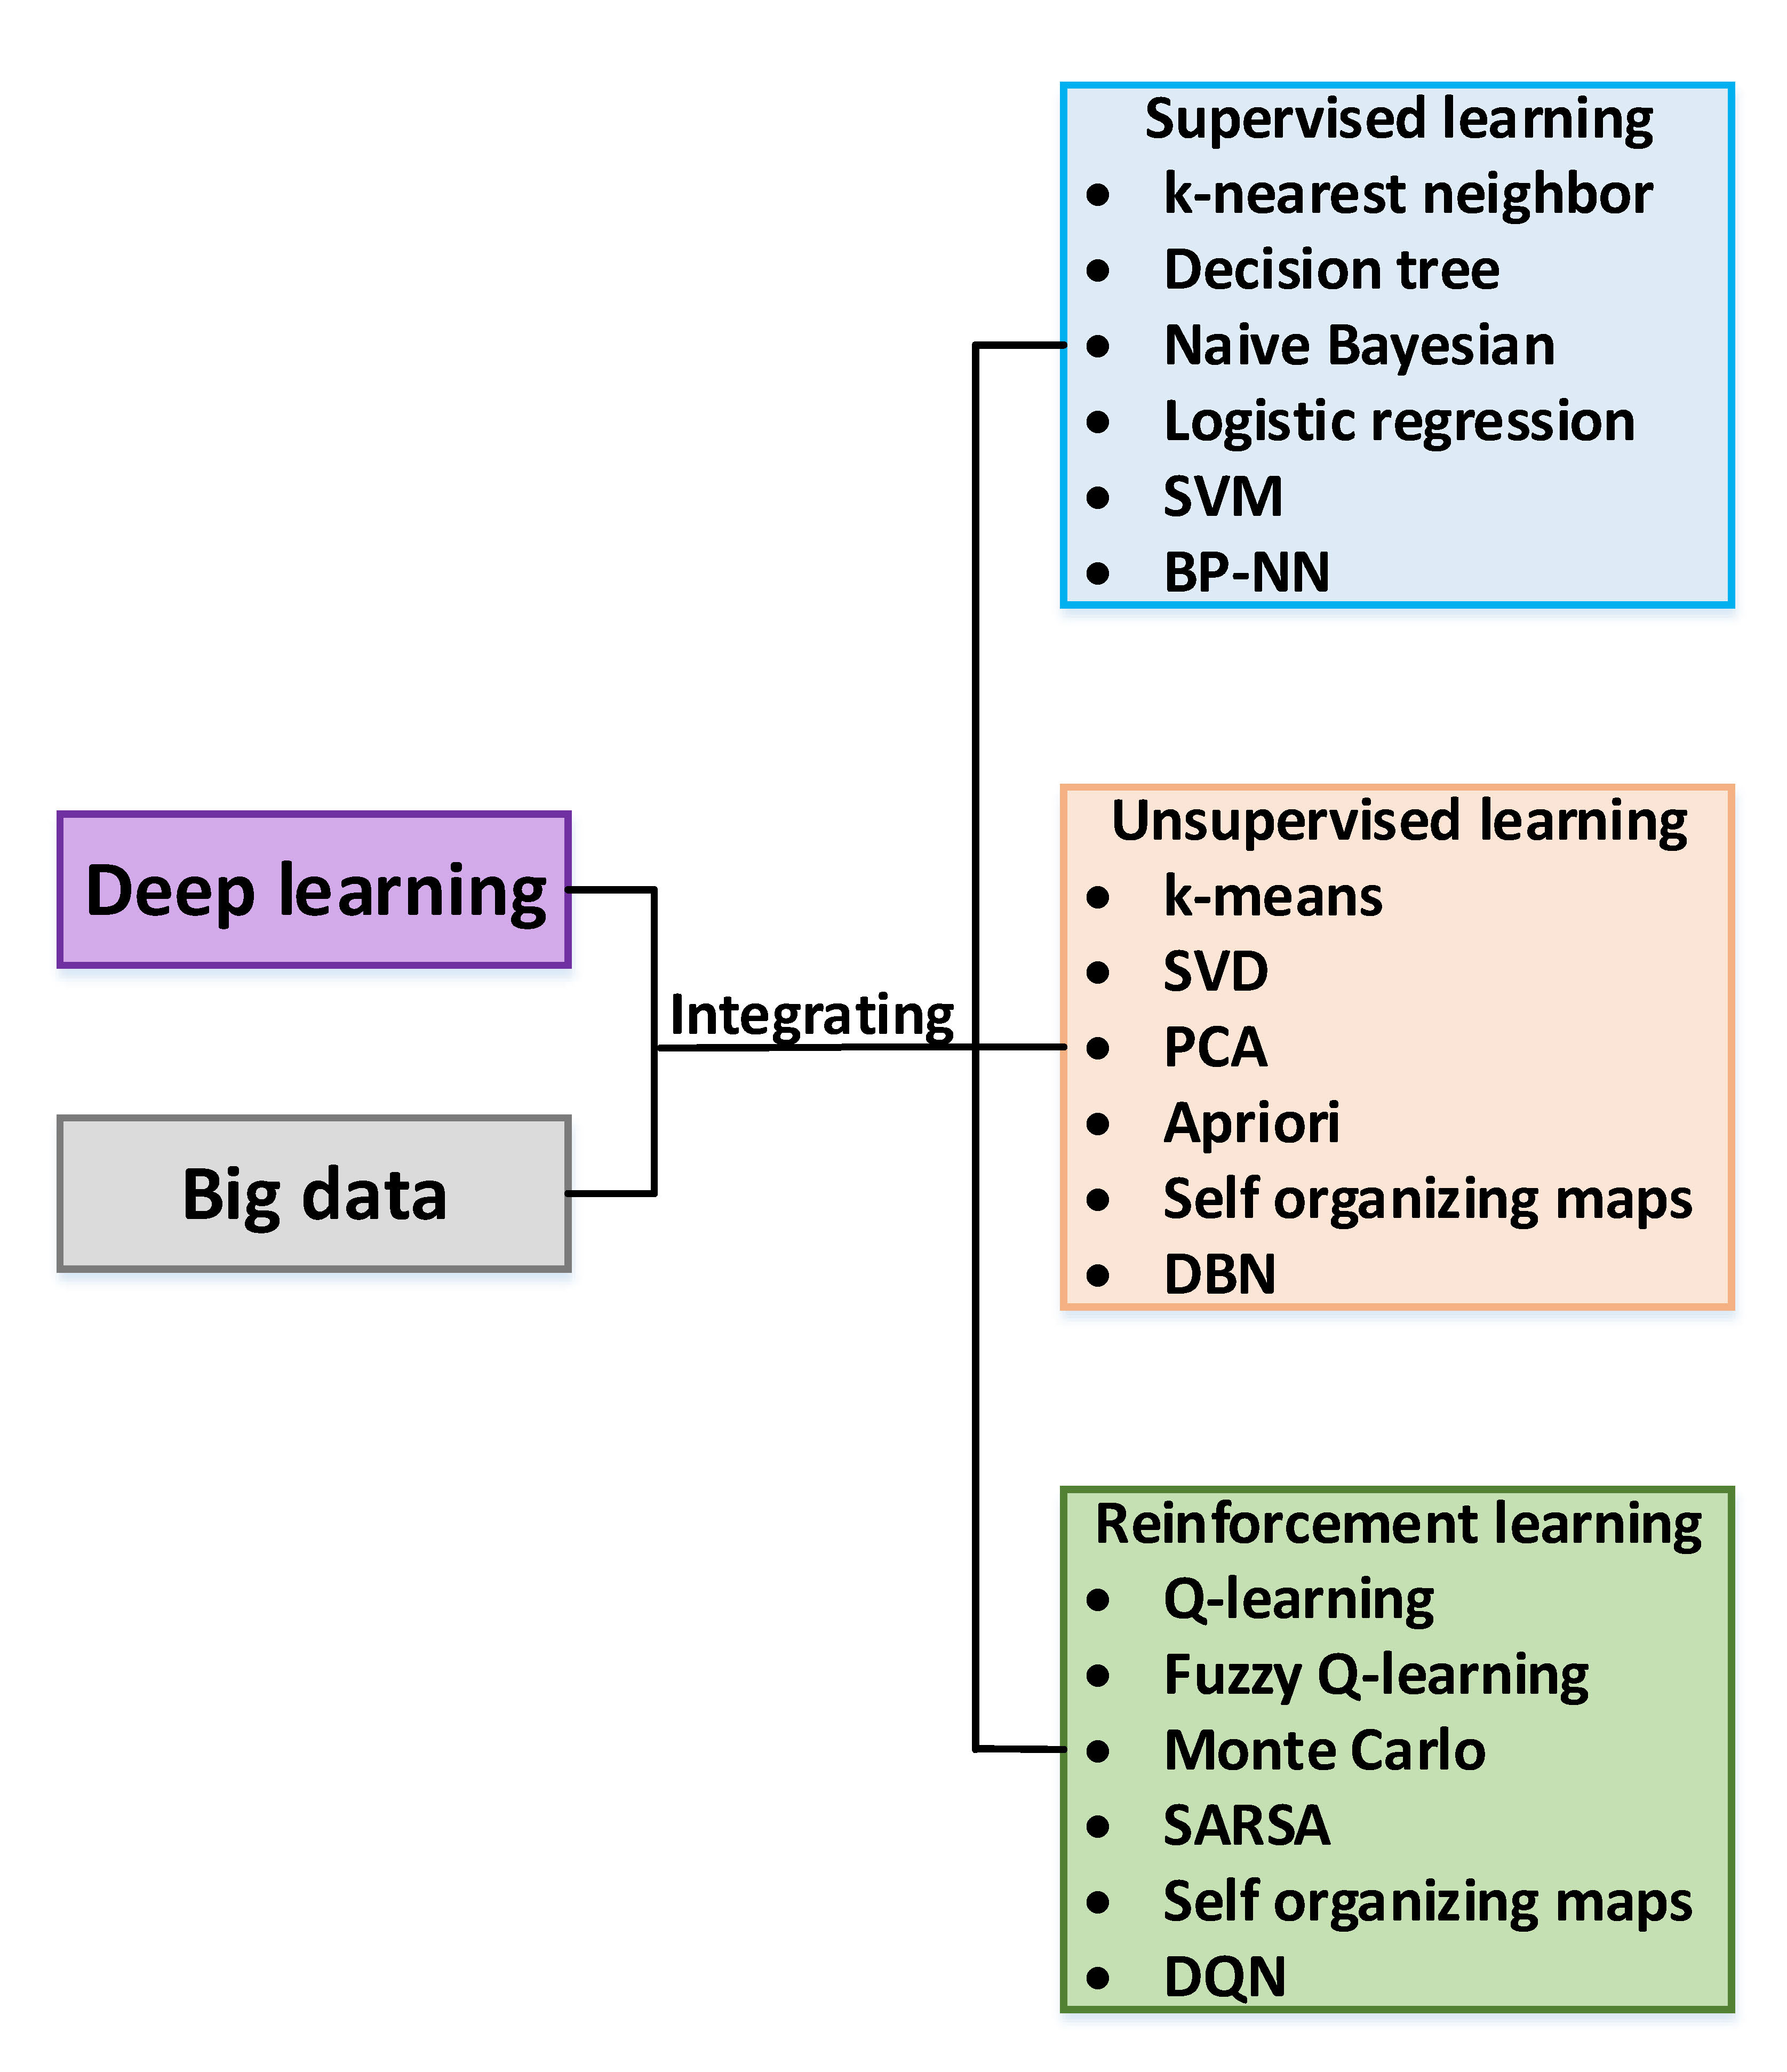 Deep learning
Big data
Integrating
Supervised learning
• k-nearest neighbor
• Decision tree
• Naive Bayesian
• Logistic regression
• SVM
• BP-NN
Unsupervised learning
• k-means
• SVD
• PCA
• Apriori
• Self organizing maps
• DBN
Reinforcement learning
• Q-learning
• Fuzzy Q-learning
• Monte Carlo
• SARSA
• Self organizing maps
• DQN